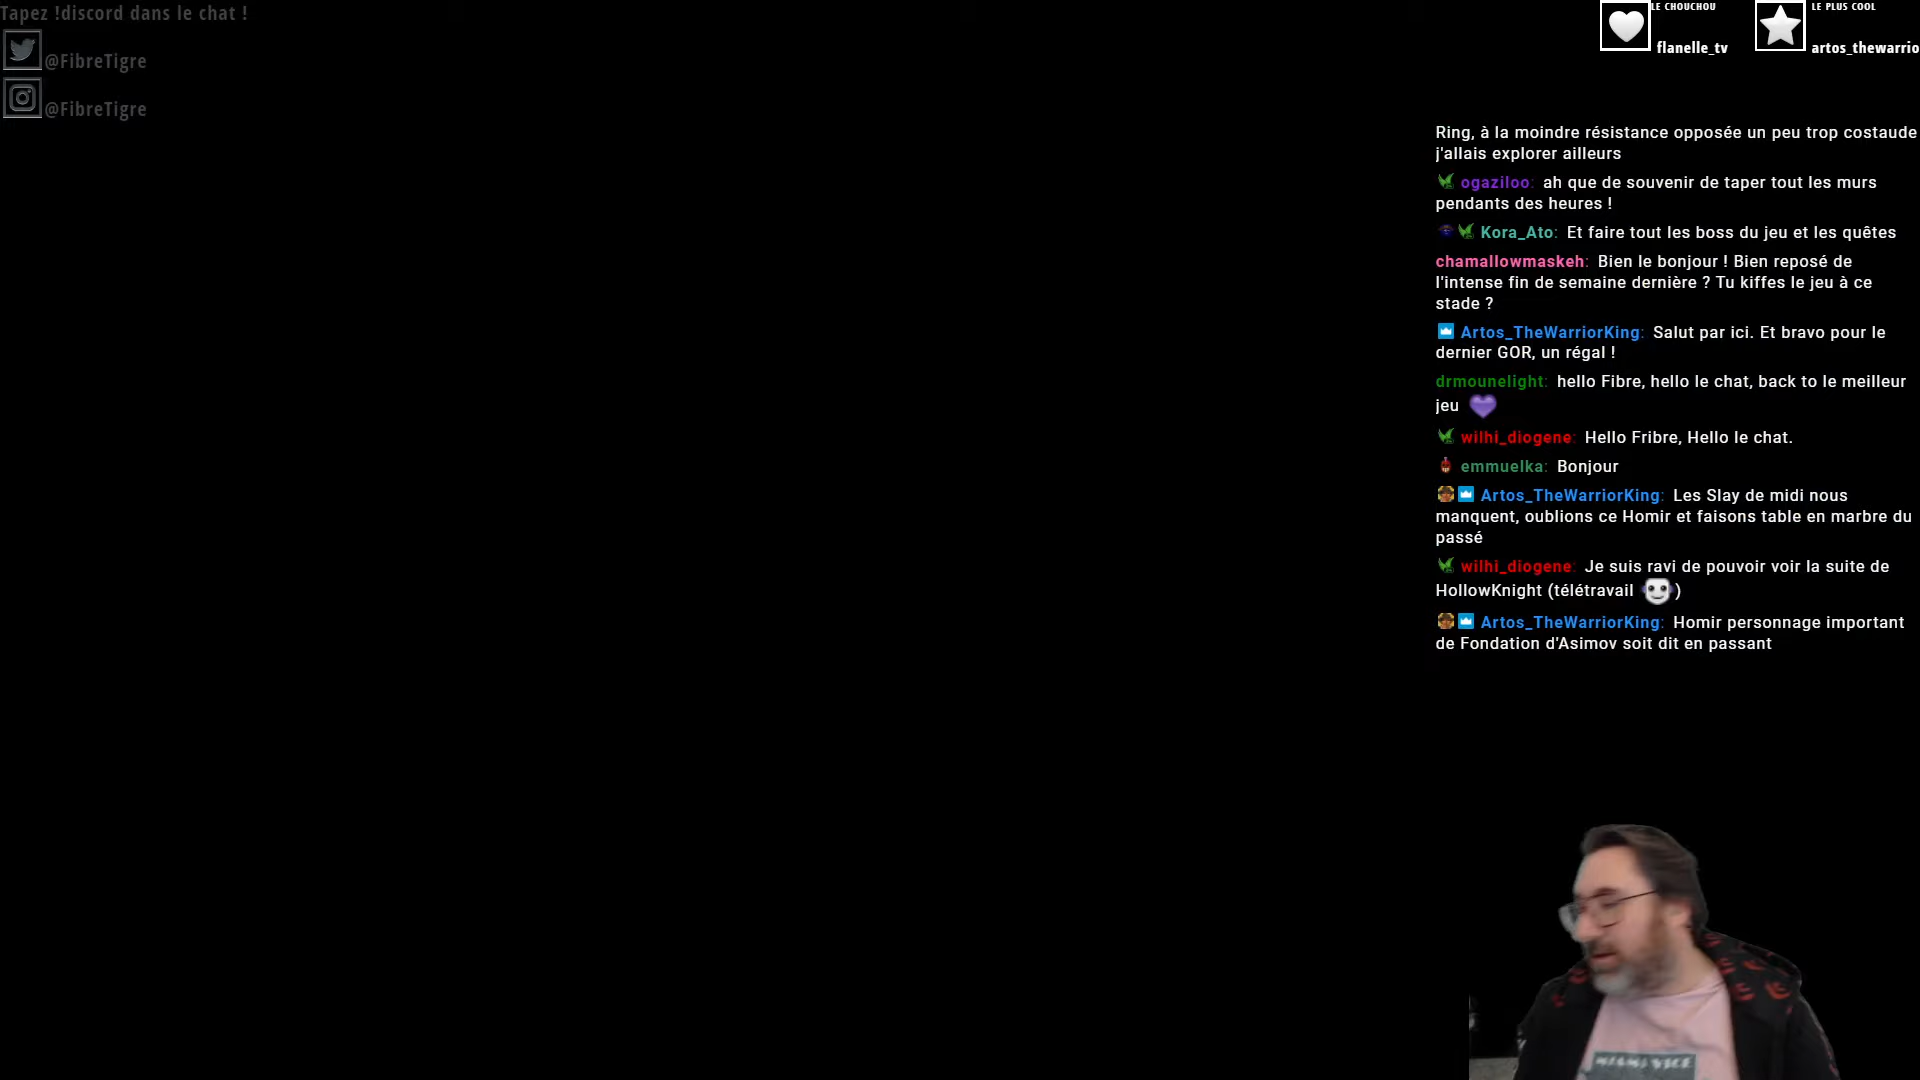 Tapez !discord dans le chat !
@FibreTigre
@FibreTigre
LE CHOUCHOU
flanelle_tv
LE PLUS COOL
artos_thewarrio
Ring, à la moindre résistance opposée un peu trop costaude
j'allais explorer ailleurs
ogaziloo: ah que de souvenir de taper tout les murs
pendants des heures !
Kora_Ato: Et faire tout les boss du jeu et les quêtes
chamallowmaskeh: Bien le bonjour ! Bien reposé de
l'intense fin de semaine dernière ? Tu kiffes le jeu à ce
stade ?
Artos_TheWarriorKing: Salut par ici. Et bravo pour le
dernier GOR, un régal !
drmounelight: hello Fibre, hello le chat, back to le meilleur
jeu
wilhi_diogene: Hello Fribre, Hello le chat.
emmuelka: Bonjour
Artos_TheWarriorKing: Les Slay de midi nous
manquent, oublions ce Homir et faisons table en marbre du
passé
wilhi_diogene: Je suis ravi de pouvoir voir la suite de
HollowKnight (télétravail )
Artos_TheWarriorKing: Homir personnage important
de Fondation d'Asimov soit dit en passant
MIAMI VICE